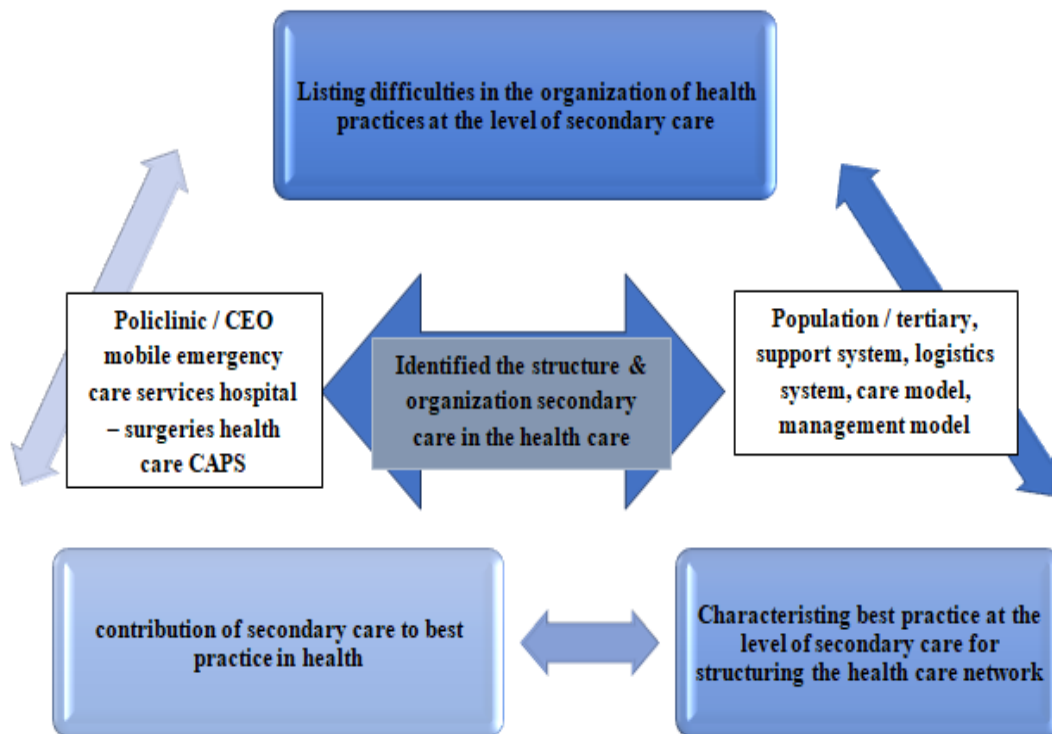 Listing difficulties in the organization of health
practices at the level of secondary care
Policlinic / CEO
mobile emergency
care services hospital
– surgeries health
care CAPS
Identified the structure &
organization secondary
care in the health care
Population / tertiary,
support system, logistics
system, care model,
management model
contribution of secondary care to best
practice in health
Characteristing best practice at the
level of secondary care for
structuring the health care network